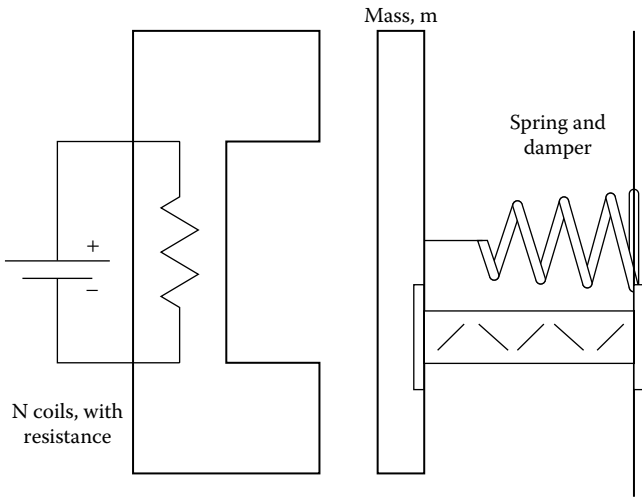 Mass, m
Spring and
damper
+
−
N coils, with
resistance